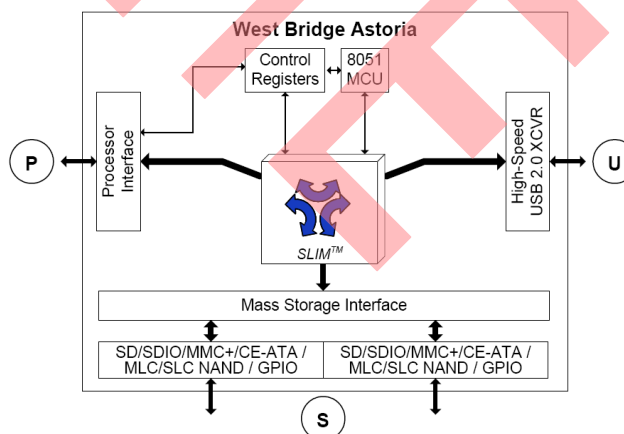 West Bridge Astoria
Control
Registers
8051
MCU
P
Processor
Interface
High-Speed
USB 2.0 XCVR
U
SLIM™
Mass Storage Interface
SD/SDIO/MMC+/CE-ATA /
MLC/SLC NAND / GPIO
SD/SDIO/MMC+/CE-ATA /
MLC/SLC NAND / GPIO
S